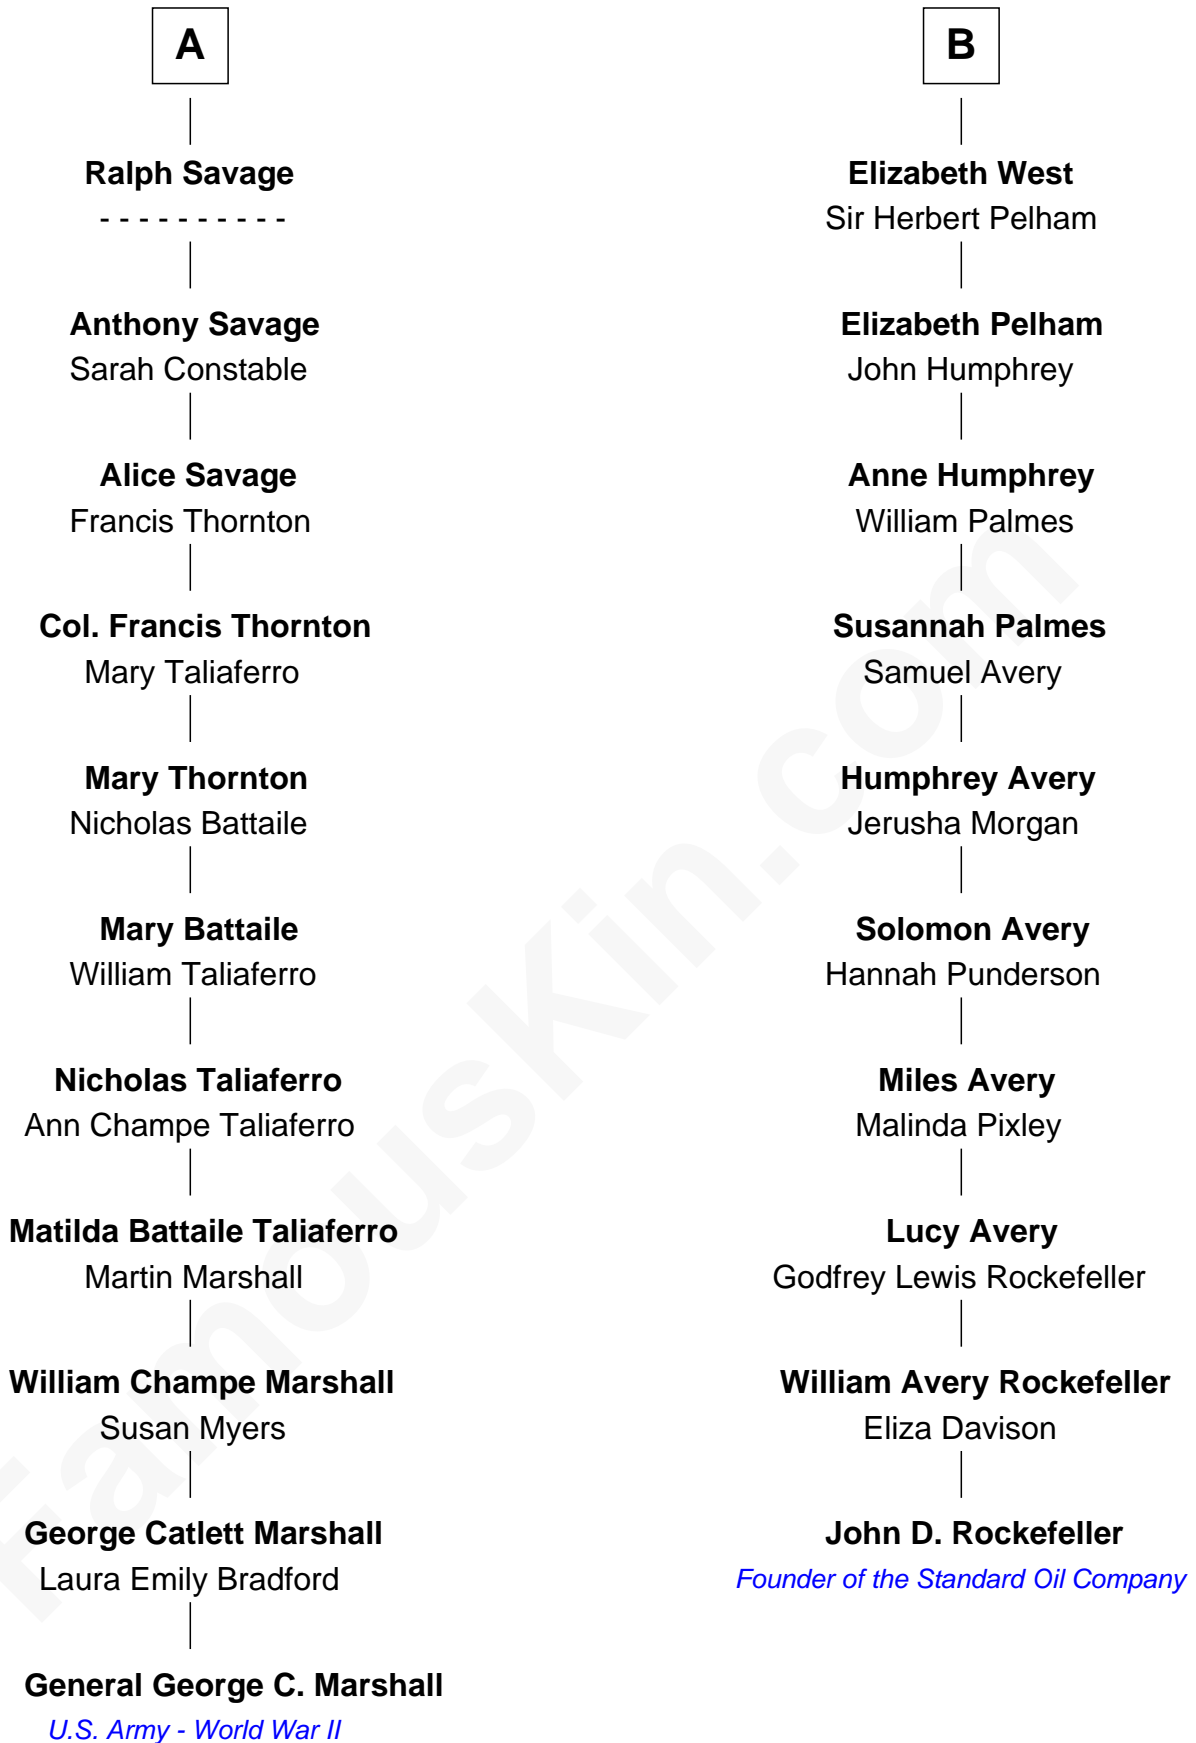 A
Ralph Savage
- - - - - - - - - -
Anthony Savage
Sarah Constable
Alice Savage
Francis Thornton
Col. Francis Thornton
Mary Taliaferro
Mary Thornton
Nicholas Battaile
Mary Battaile
William Taliaferro
Nicholas Taliaferro
Ann Champe Taliaferro
Matilda Battaile Taliaferro
Martin Marshall
William Champe Marshall
Susan Myers
George Catlett Marshall
Laura Emily Bradford
General George C. Marshall
U.S. Army - World War II
B
Elizabeth West
Sir Herbert Pelham
Elizabeth Pelham
John Humphrey
Anne Humphrey
William Palmes
Susannah Palmes
Samuel Avery
Humphrey Avery
Jerusha Morgan
Solomon Avery
Hannah Punderson
Miles Avery
Malinda Pixley
Lucy Avery
Godfrey Lewis Rockefeller
William Avery Rockefeller
Eliza Davison
John D. Rockefeller
Founder of the Standard Oil Company
FamousKin.com